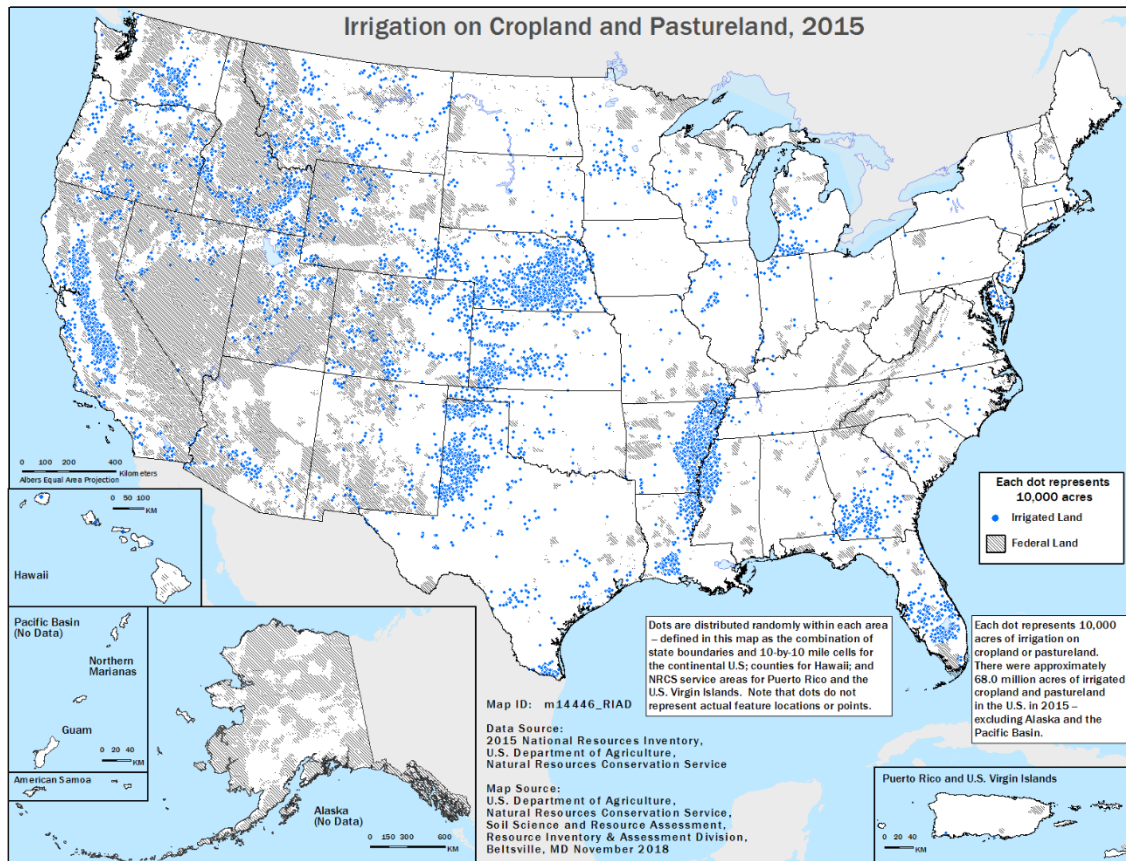 Irrigation on Cropland and Pastureland, 2015
0 100 200 400 Kilometers
Albers Equal Area Projection
0 50 100
KM
Hawaii
Pacific Basin
(No Data)
Northern
Marianas
Guam
0 20 40
KM
American Samoa
Alaska
(No Data)
0 150 300 600
KM
Each dot represents
10,000 acres
Irrigated Land
Federal Land
Dots are distributed randomly within each area
– defined in this map as the combination of
state boundaries and 10-by-10 mile cells for
the continental U.S; counties for Hawaii; and
NRCS service areas for Puerto Rico and the
U.S. Virgin Islands. Note that dots do not
represent actual feature locations or points.
Each dot represents 10,000
acres of irrigation on
cropland or pastureland.
There were approximately
68.0 million acres of irrigated
cropland and pastureland
in the U.S. in 2015 –
excluding Alaska and the
Pacific Basin.
Map ID: m14446_RIAD
Data Source:
2015 National Resources Inventory,
U.S. Department of Agriculture,
Natural Resources Conservation Service
Map Source:
U.S. Department of Agriculture,
Natural Resources Conservation Service,
Soil Science and Resource Assessment,
Resource Inventory & Assessment Division,
Beltsville, MD November 2018
Puerto Rico and U.S. Virgin Islands
0 20 40
KM